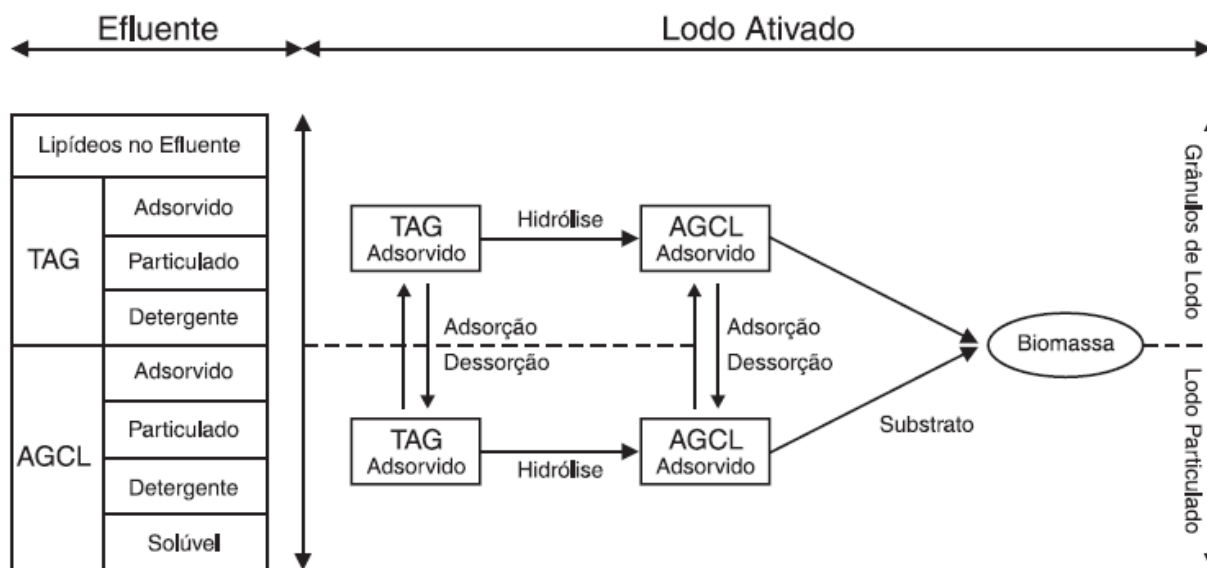 Efluente
Lodo Ativado
Lipídeos no Efluente
TAG
Adsorvido
Particulado
Detergente
AGCL
Adsorvido
Particulado
Detergente
Solúvel
TAG
Adsorvido
Hidrólise
AGCL
Adsorvido
Adsorção
Dessorção
Adsorção
Dessorção
TAG
Adsorvido
Hidrólise
AGCL
Adsorvido
Substrato
Biomassa
Grânulos de Lodo
Lodo Particulado